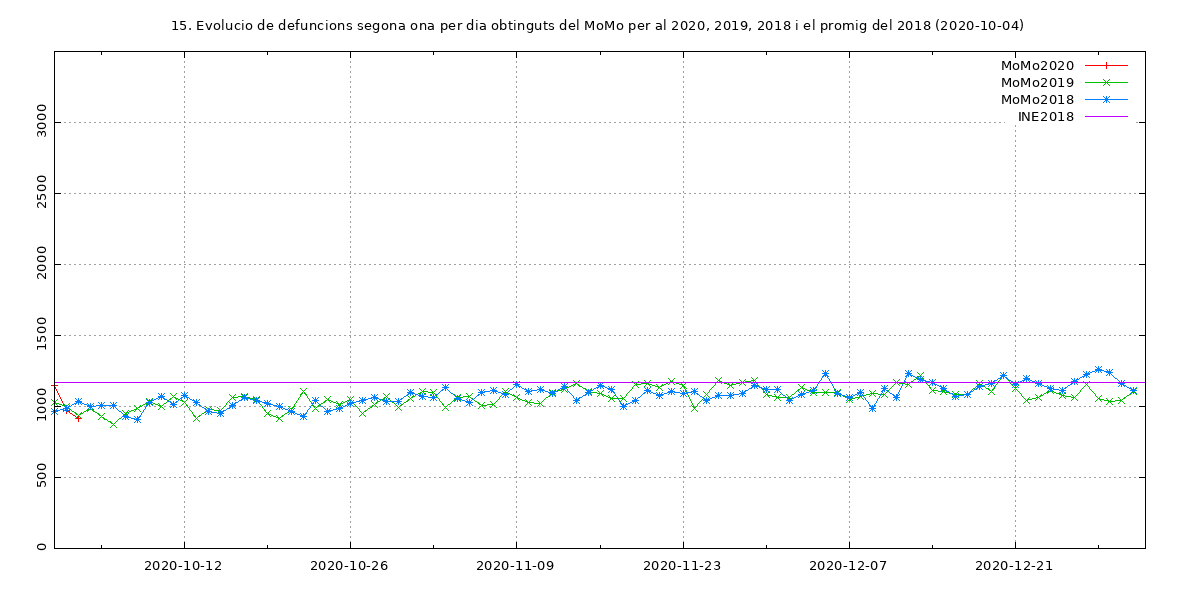 15. Evolucio de defuncions segona ona per dia obtinguts del MoMo per al 2020, 2019, 2018 i el promig del 2018 (2020-10-04)
MoMo2020
MoMo2019
MoMo2018
INE2018
3000
2500
2000
1500
1000
500
0
2020-10-12 2020-10-26 2020-11-09 2020-11-23 2020-12-07 2020-12-21